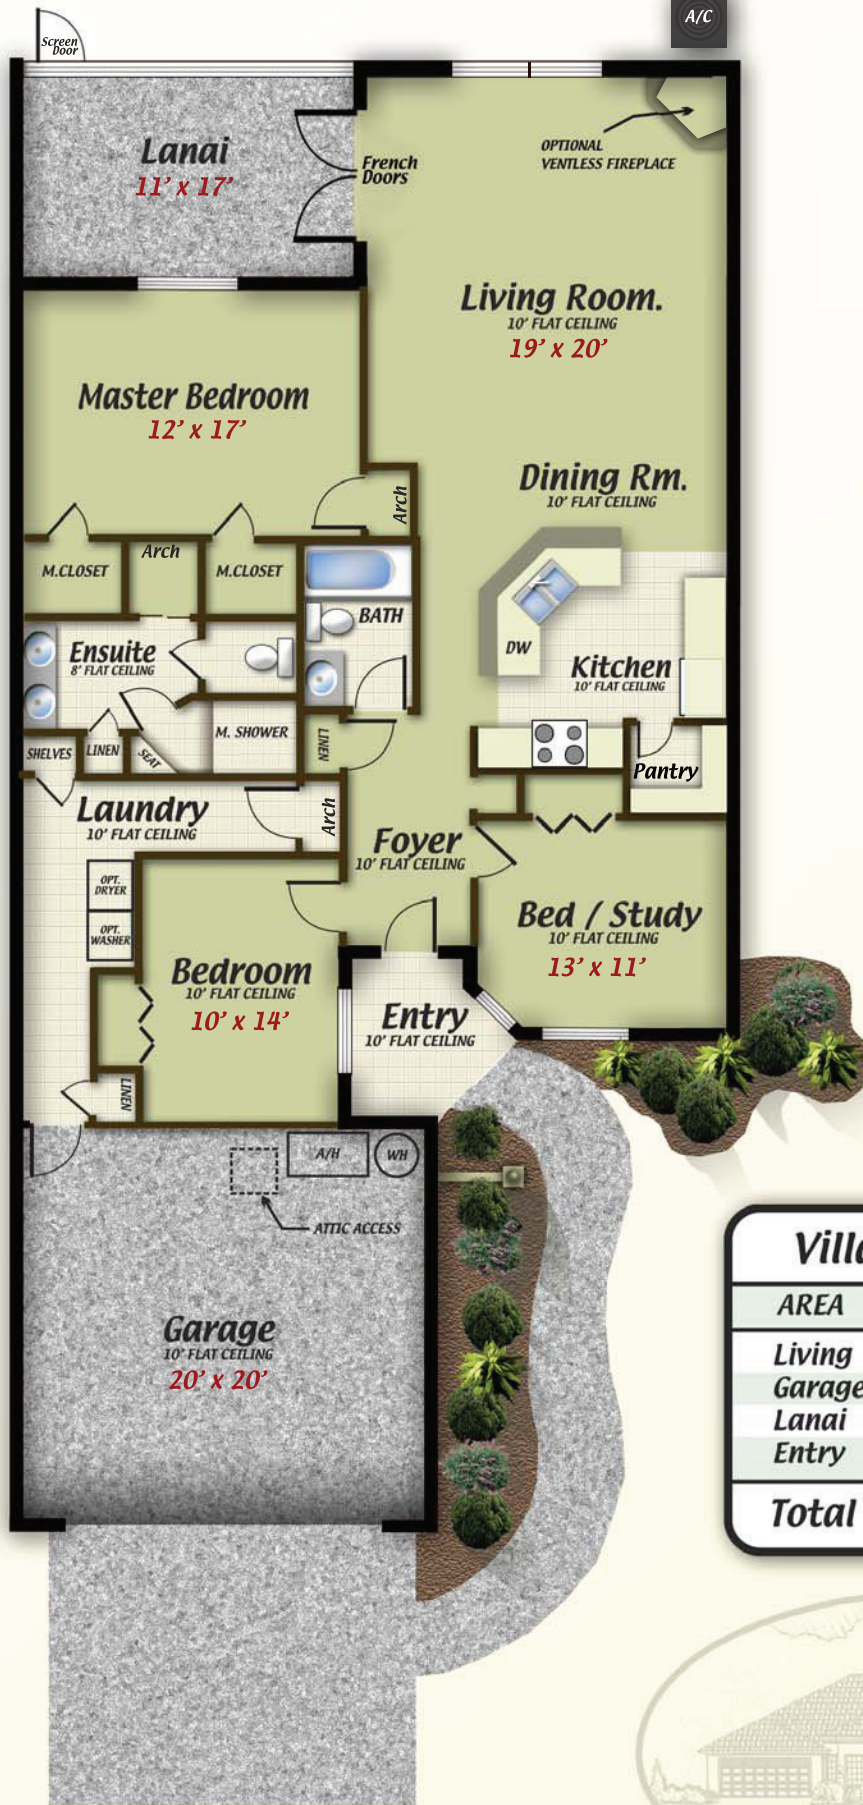 A/C
Screen
Door
Lanai
11' x 17'
French
Doors
OPTIONAL
VENTLESS FIREPLACE
Living Room.
10' FLAT CEILING
19' x 20'
Master Bedroom
12' x 17'
Dining Rm.
10' FLAT CEILING
Arch
M.CLOSET
Arch
M.CLOSET
BATH
Ensuite
8' FLAT CEILING
DW
Kitchen
10' FLAT CEILING
SHELVES
LINEN
SEAT
M. SHOWER
LINEN
Pantry
Laundry
10' FLAT CEILING
Arch
Foyer
10' FLAT CEILING
OPT.
DRYER
OPT.
WASHER
Bed / Study
10' FLAT CEILING
13' x 11'
Bedroom
10' FLAT CEILING
10' x 14'
Entry
10' FLAT CEILING
LINEN
A/H
WH
ATTIC ACCESS
Garage
10' FLAT CEILING
20' x 20'
Villa
AREA
Living
Garage
Lanai
Entry
Total